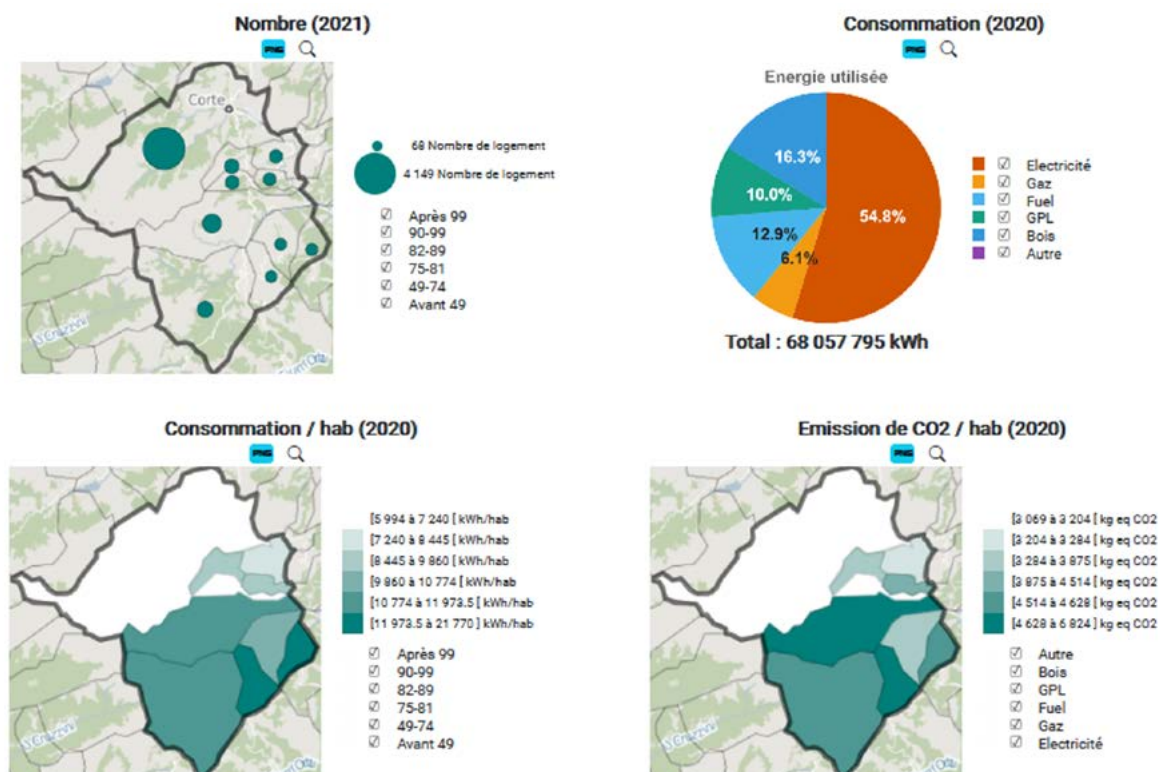 Nombre (2021)
PNG
Corte
68 Nombre de logement
4 149 Nombre de logement
Après 99
90-99
82-89
75-81
49-74
Avant 49
Consommation (2020)
PNG
Energie utilisée
16.3%
10.0%
12.9%
6.1%
54.8%
Electricité
Gaz
Fuel
GPL
Bois
Autre
Total : 68 057 795 kWh
Consommation / hab (2020)
PNG
[5 994 à 7 240 [ kWh/hab
[7 240 à 8 445 [ kWh/hab
[8 445 à 9 860 [ kWh/hab
[9 860 à 10 774 [ kWh/hab
[10 774 à 11 973.5 [ kWh/hab
[11 973.5 à 21 770 ] kWh/hab
Après 99
90-99
82-89
75-81
49-74
Avant 49
Emission de CO2 / hab (2020)
PNG
[3 069 à 3 204 [ kg eq CO2
[3 204 à 3 284 [ kg eq CO2
[3 284 à 3 875 [ kg eq CO2
[3 875 à 4 514 [ kg eq CO2
[4 514 à 4 628 [ kg eq CO2
[4 628 à 6 824 ] kg eq CO2
Autre
Bois
GPL
Fuel
Gaz
Electricité